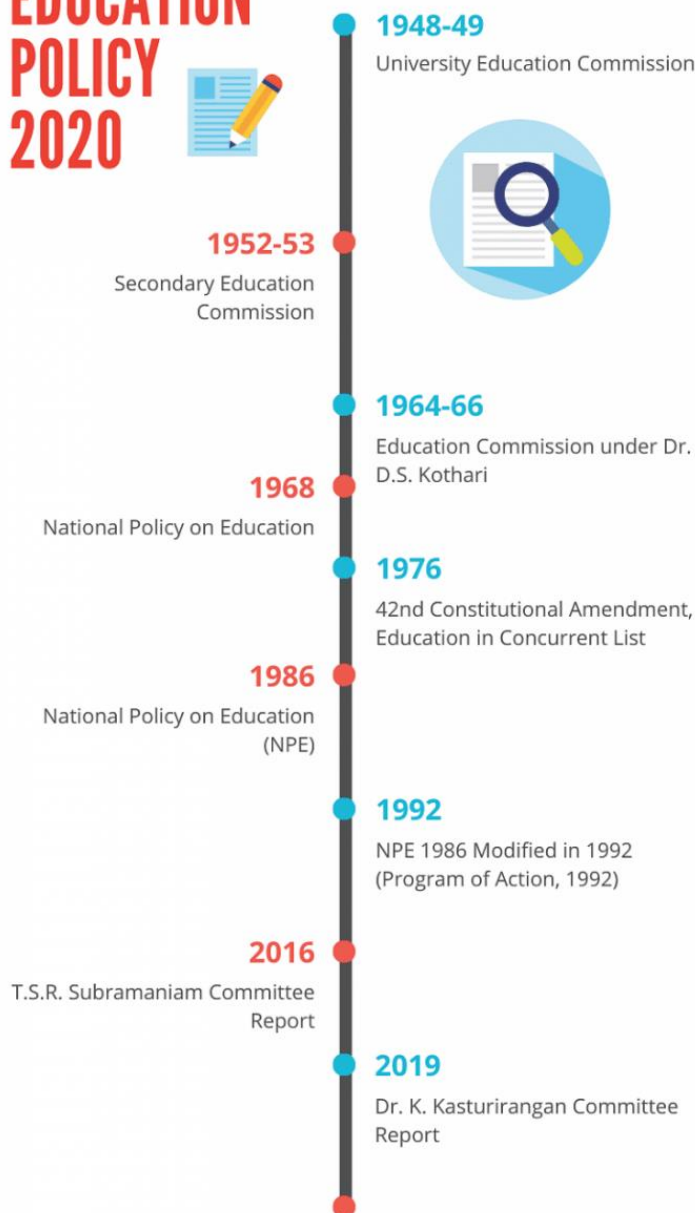 EDUCATION
POLICY
2020
1948-49
University Education Commission
1952-53
Secondary Education
Commission
1964-66
Education Commission under Dr.
D.S. Kothari
1968
National Policy on Education
1976
42nd Constitutional Amendment,
Education in Concurrent List
1986
National Policy on Education
(NPE)
1992
NPE 1986 Modified in 1992
(Program of Action, 1992)
2016
T.S.R. Subramaniam Committee
Report
2019
Dr. K. Kasturirangan Committee
Report